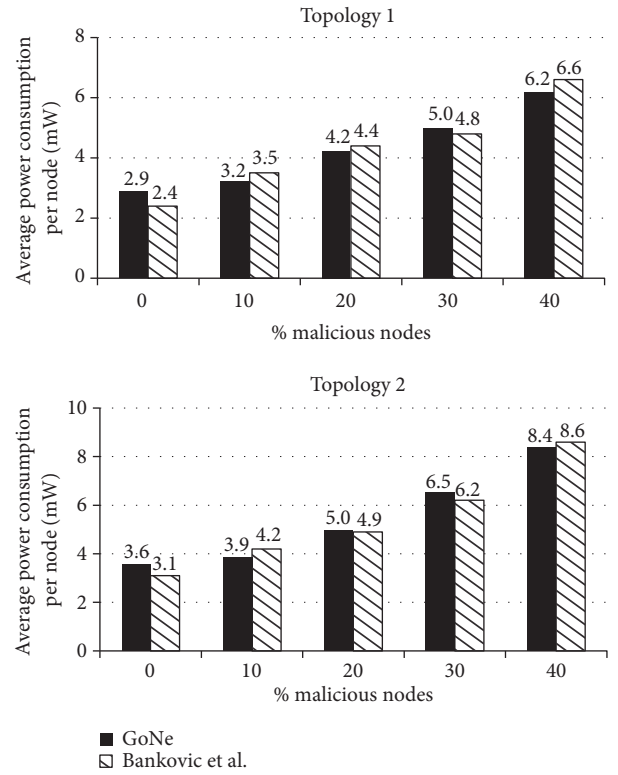 Topology 1
Average power consumption
per node (mW)
8
6
4
2
0
2.9 2.4
3.2 3.5
4.2 4.4
5.0 4.8
6.2 6.6
0 10 20 30 40
% malicious nodes
Topology 2
Average power consumption
per node (mW)
10
8
6
4
2
0
3.6 3.1
3.9 4.2
5.0 4.9
6.5 6.2
8.4 8.6
0 10 20 30 40
% malicious nodes
GoNe
Bankovic et al.